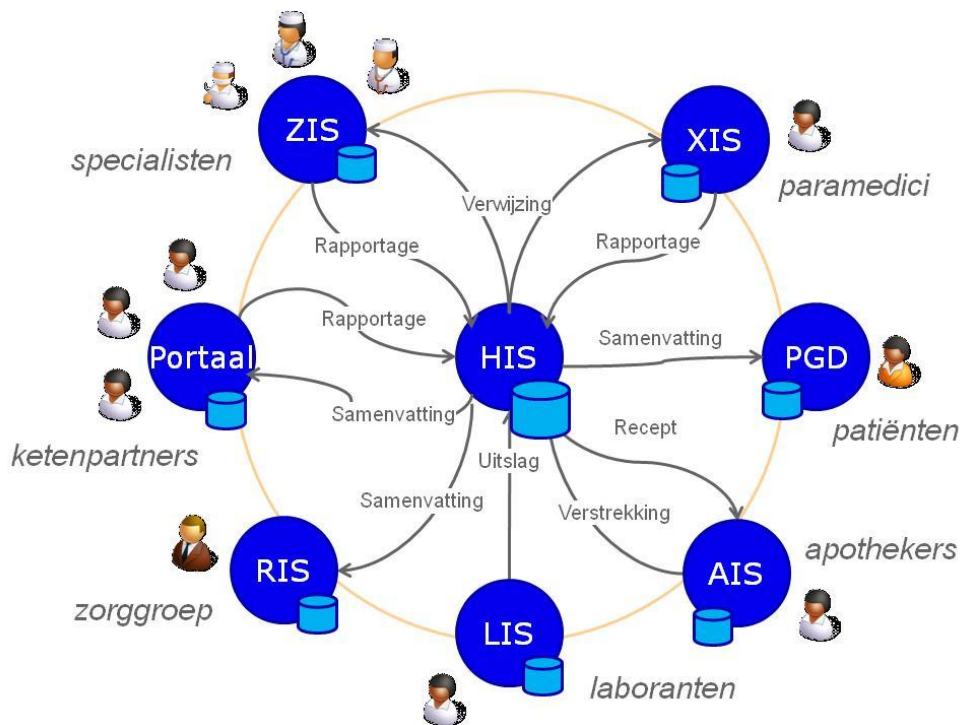 ZIS
XIS
specialisten
paramedici
Verwijzing
Rapportage
Rapportage
Rapportage
Portaal
HIS
Samenvatting
PGD
Samenvatting
Recept
patiënten
ketenpartners
Uitslag
Samenvatting
Verstrekking
apothekers
RIS
AIS
zorggroep
LIS
laboranten